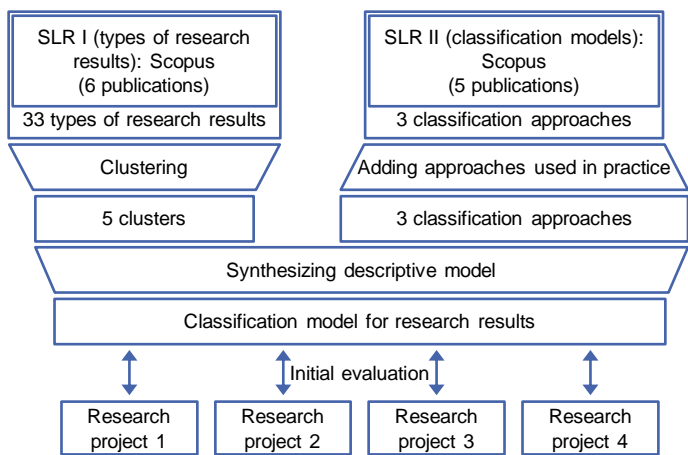 SLR I (types of research
results): Scopus
(6 publications)
33 types of research results
SLR II (classification models):
Scopus
(5 publications)
3 classification approaches
Clustering
Adding approaches used in practice
5 clusters
3 classification approaches
Synthesizing descriptive model
Classification model for research results
Initial evaluation
Research
project 1
Research
project 2
Research
project 3
Research
project 4